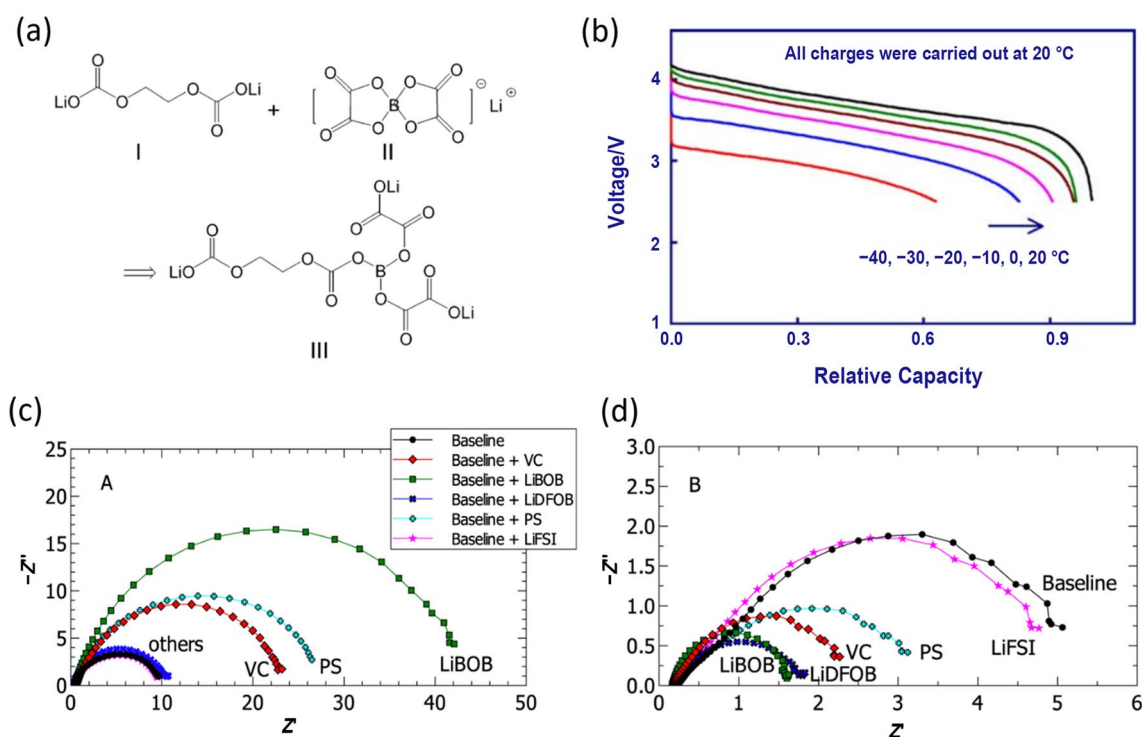 (a)
O
LiO
O
O
OLi
O
+
I
O
O
O
O
B
O
O
O
O
⊖
Li ⊕
II
OLi
O
O
O
O
LiO
O
O
O
O
B
O
O
OLi
O
III
(b)
All charges were carried out at 20 °C
4
3
2
1
Voltage/V
−40, −30, −20, −10, 0, 20 °C
0.0 0.3 0.6 0.9
Relative Capacity
(c)
25
20
15
10
5
0
-Z"
A
Baseline
Baseline + VC
Baseline + LiBOB
Baseline + LiDFOB
Baseline + PS
Baseline + LiFSI
others
VC
PS
LiBOB
0 10 20 30 40 50
Z'
(d)
3.0
2.5
2.0
1.5
1.0
0.5
0.0
-Z"
B
Baseline
LiFSI
PS
VC
LiBOB
LiDFOB
0 1 2 3 4 5 6
Z'